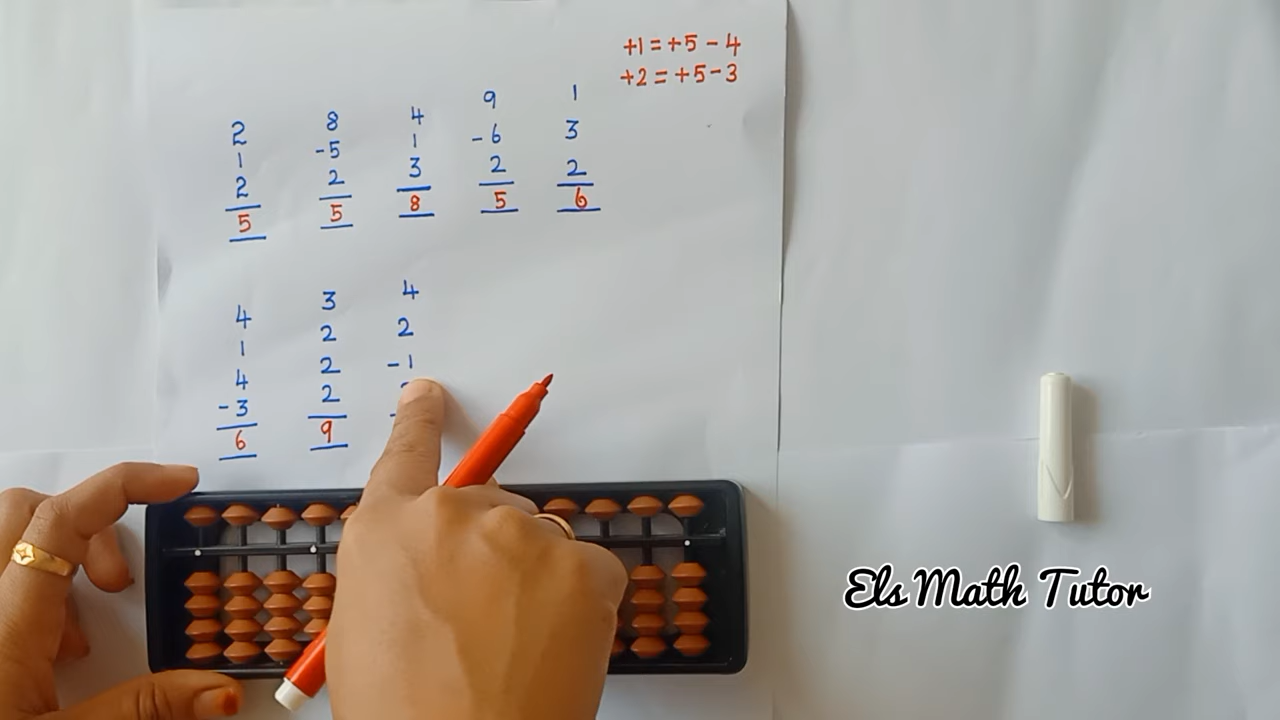 +1=+5-4
+2=+5-3
2 8 4 9 1
1 -5 1 -6 3
2 2 3 2 2
5 5 8 5 6
4 3 4
1 2 2
4 2 -1
-3 2
6 9
Els Math Tutor